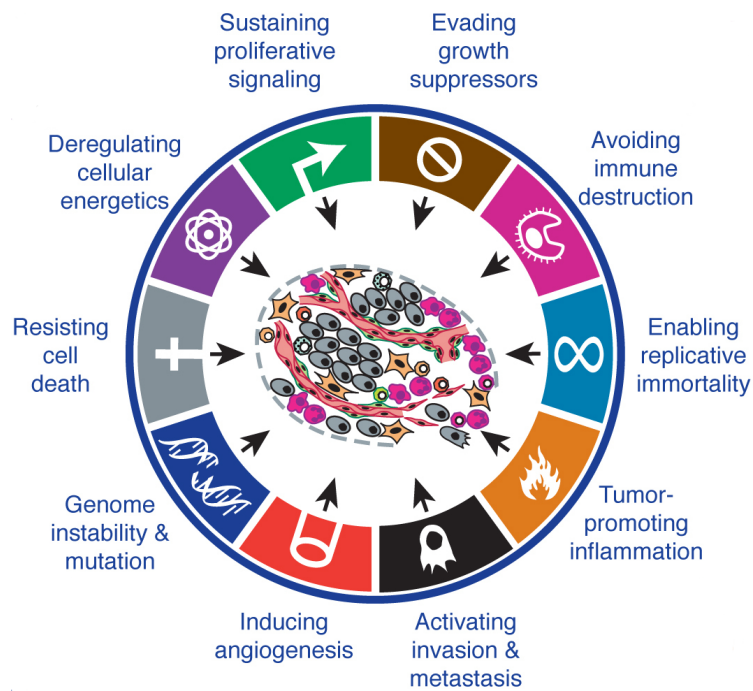 Sustaining
proliferative
signaling
Evading
growth
suppressors
Avoiding
immune
destruction
Enabling
replicative
immortality
Tumor-
promoting
inflammation
Activating
invasion &
metastasis
Inducing
angiogenesis
Genome
instability &
mutation
Resisting
cell
death
Deregulating
cellular
energetics